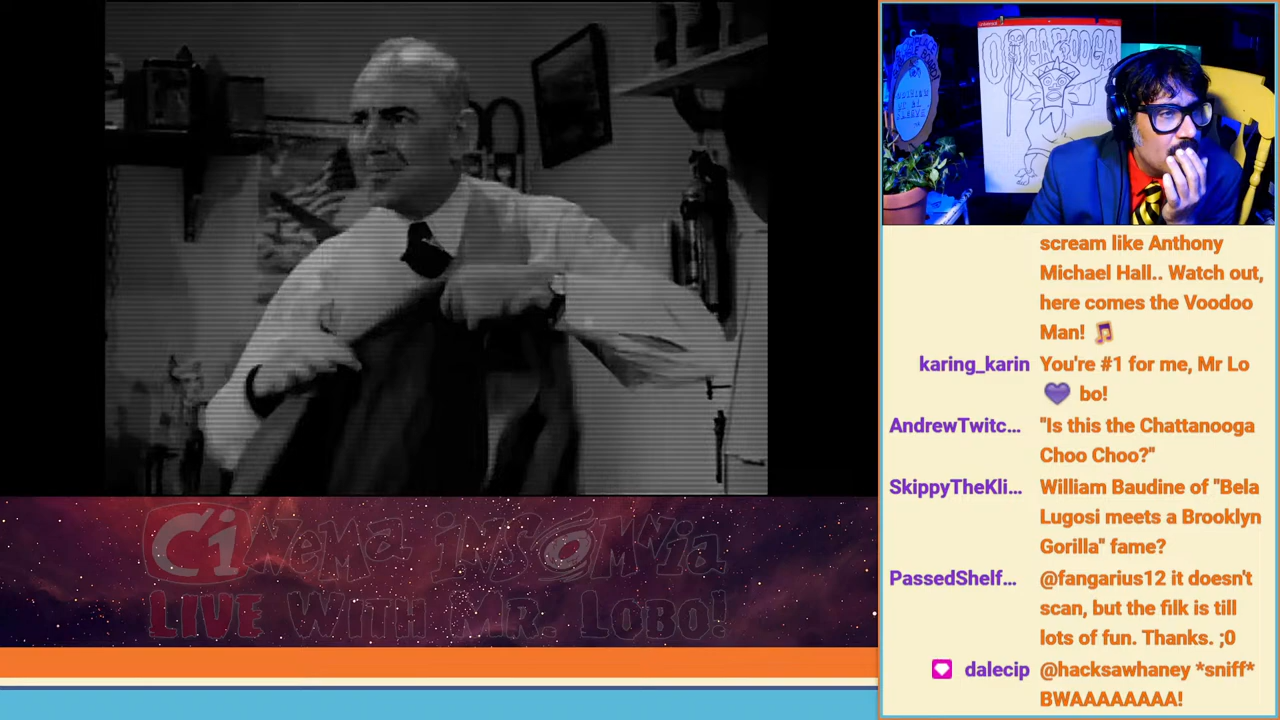 OOGABOOGA
scream like Anthony
Michael Hall.. Watch out,
here comes the Voodoo
Man! 🎵
karing_karin You're #1 for me, Mr Lo
💜 bo!
AndrewTwitc... "Is this the Chattanooga
Choo Choo?"
SkippyTheKli... William Baudine of "Bela
Lugosi meets a Brooklyn
Gorilla" fame?
PassedShelf... @fangarius12 it doesn't
scan, but the filk is till
lots of fun. Thanks. ;0
dalecip @hacksawhaney *sniff*
BWAAAAAAAA!
CiNEMA iNSOMNia
LIVE WITH MR. LOBO!